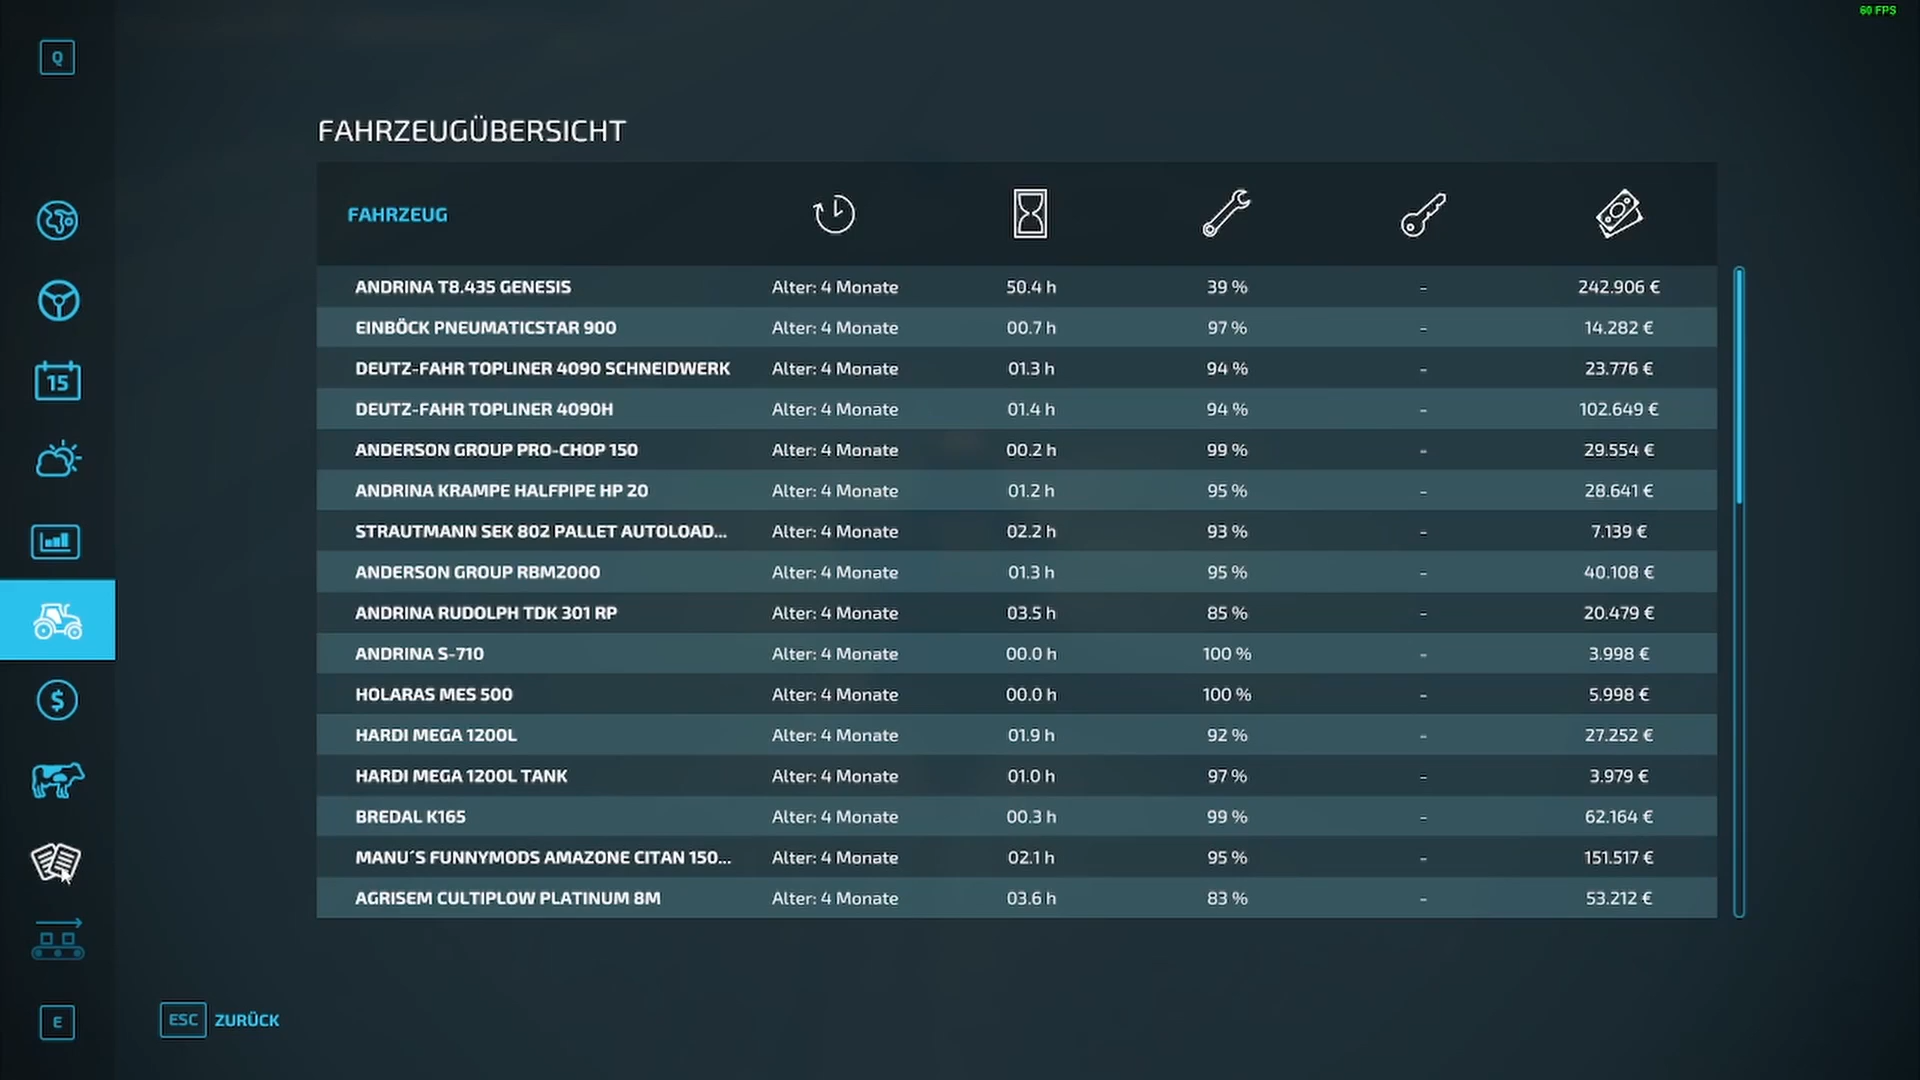 60 FPS
Q
FAHRZEUGÜBERSICHT
FAHRZEUG
ANDRINA T8.435 GENESIS Alter: 4 Monate 50.4 h 39 % - 242.906 €
EINBÖCK PNEUMATICSTAR 900 Alter: 4 Monate 00.7 h 97 % - 14.282 €
DEUTZ-FAHR TOPLINER 4090 SCHNEIDWERK Alter: 4 Monate 01.3 h 94 % - 23.776 €
DEUTZ-FAHR TOPLINER 4090H Alter: 4 Monate 01.4 h 94 % - 102.649 €
ANDERSON GROUP PRO-CHOP 150 Alter: 4 Monate 00.2 h 99 % - 29.554 €
ANDRINA KRAMPE HALFPIPE HP 20 Alter: 4 Monate 01.2 h 95 % - 28.641 €
STRAUTMANN SEK 802 PALLET AUTOLOAD... Alter: 4 Monate 02.2 h 93 % - 7.139 €
ANDERSON GROUP RBM2000 Alter: 4 Monate 01.3 h 95 % - 40.108 €
ANDRINA RUDOLPH TDK 301 RP Alter: 4 Monate 03.5 h 85 % - 20.479 €
ANDRINA S-710 Alter: 4 Monate 00.0 h 100 % - 3.998 €
HOLARAS MES 500 Alter: 4 Monate 00.0 h 100 % - 5.998 €
HARDI MEGA 1200L Alter: 4 Monate 01.9 h 92 % - 27.252 €
HARDI MEGA 1200L TANK Alter: 4 Monate 01.0 h 97 % - 3.979 €
BREDAL K165 Alter: 4 Monate 00.3 h 99 % - 62.164 €
MANU´S FUNNYMODS AMAZONE CITAN 150... Alter: 4 Monate 02.1 h 95 % - 151.517 €
AGRISEM CULTIPLOW PLATINUM 8M Alter: 4 Monate 03.6 h 83 % - 53.212 €
15
$
E
ESC ZURÜCK